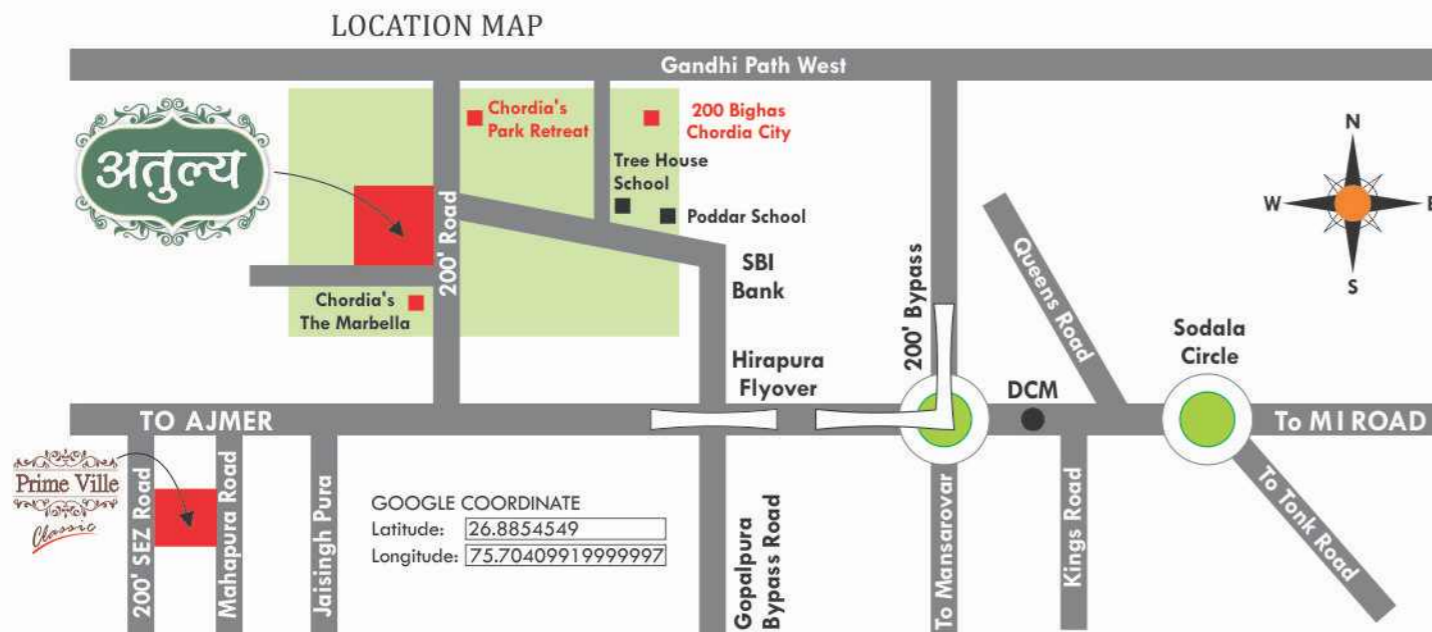 LOCATION MAP
Gandhi Path West
अतुल्य
Chordia's
Park Retreat
200 Bighas
Chordia City
Tree House
School
Poddar School
N
W
E
S
200' Road
SBI
Bank
Chordia's
The Marbella
200' Bypass
Queens Road
Sodala
Circle
Hirapura
Flyover
DCM
TO AJMER
To M I ROAD
Prime Ville
Classic
200' SEZ Road
Mahapura Road
Jaisingh Pura
GOOGLE COORDINATE
Latitude: 26.8854549
Longitude: 75.70409919999997
Gopalpura
Bypass Road
To Mansarovar
Kings Road
To Tonk Road